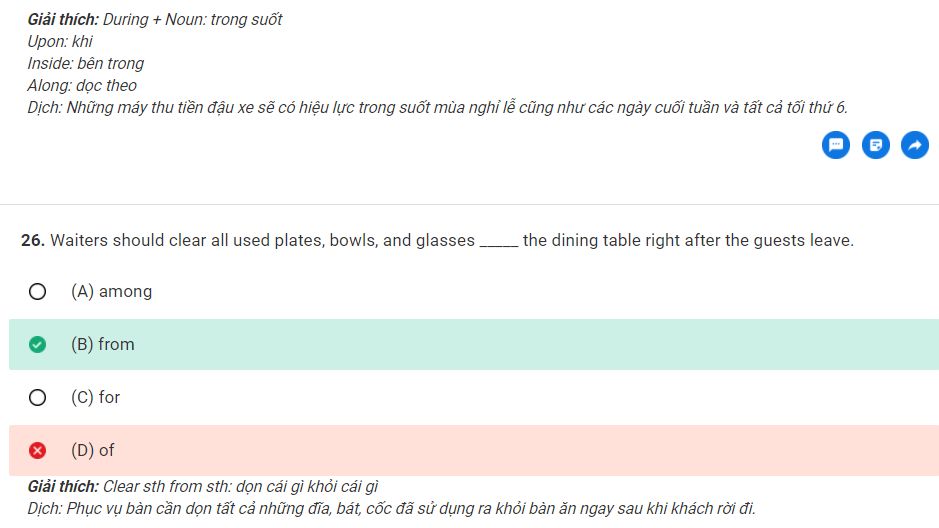 Giải thích: During + Noun: trong suốt
Upon: khi
Inside: bên trong
Along: dọc theo
Dịch: Những máy thu tiền đậu xe sẽ có hiệu lực trong suốt mùa nghỉ lễ cũng như các ngày cuối tuần và tất cả tối thứ 6.
26. Waiters should clear all used plates, bowls, and glasses _____ the dining table right after the guests leave.
(A) among
(B) from
(C) for
(D) of
Giải thích: Clear sth from sth: dọn cái gì khỏi cái gì
Dịch: Phục vụ bàn cần dọn tất cả những đĩa, bát, cốc đã sử dụng ra khỏi bàn ăn ngay sau khi khách rời đi.